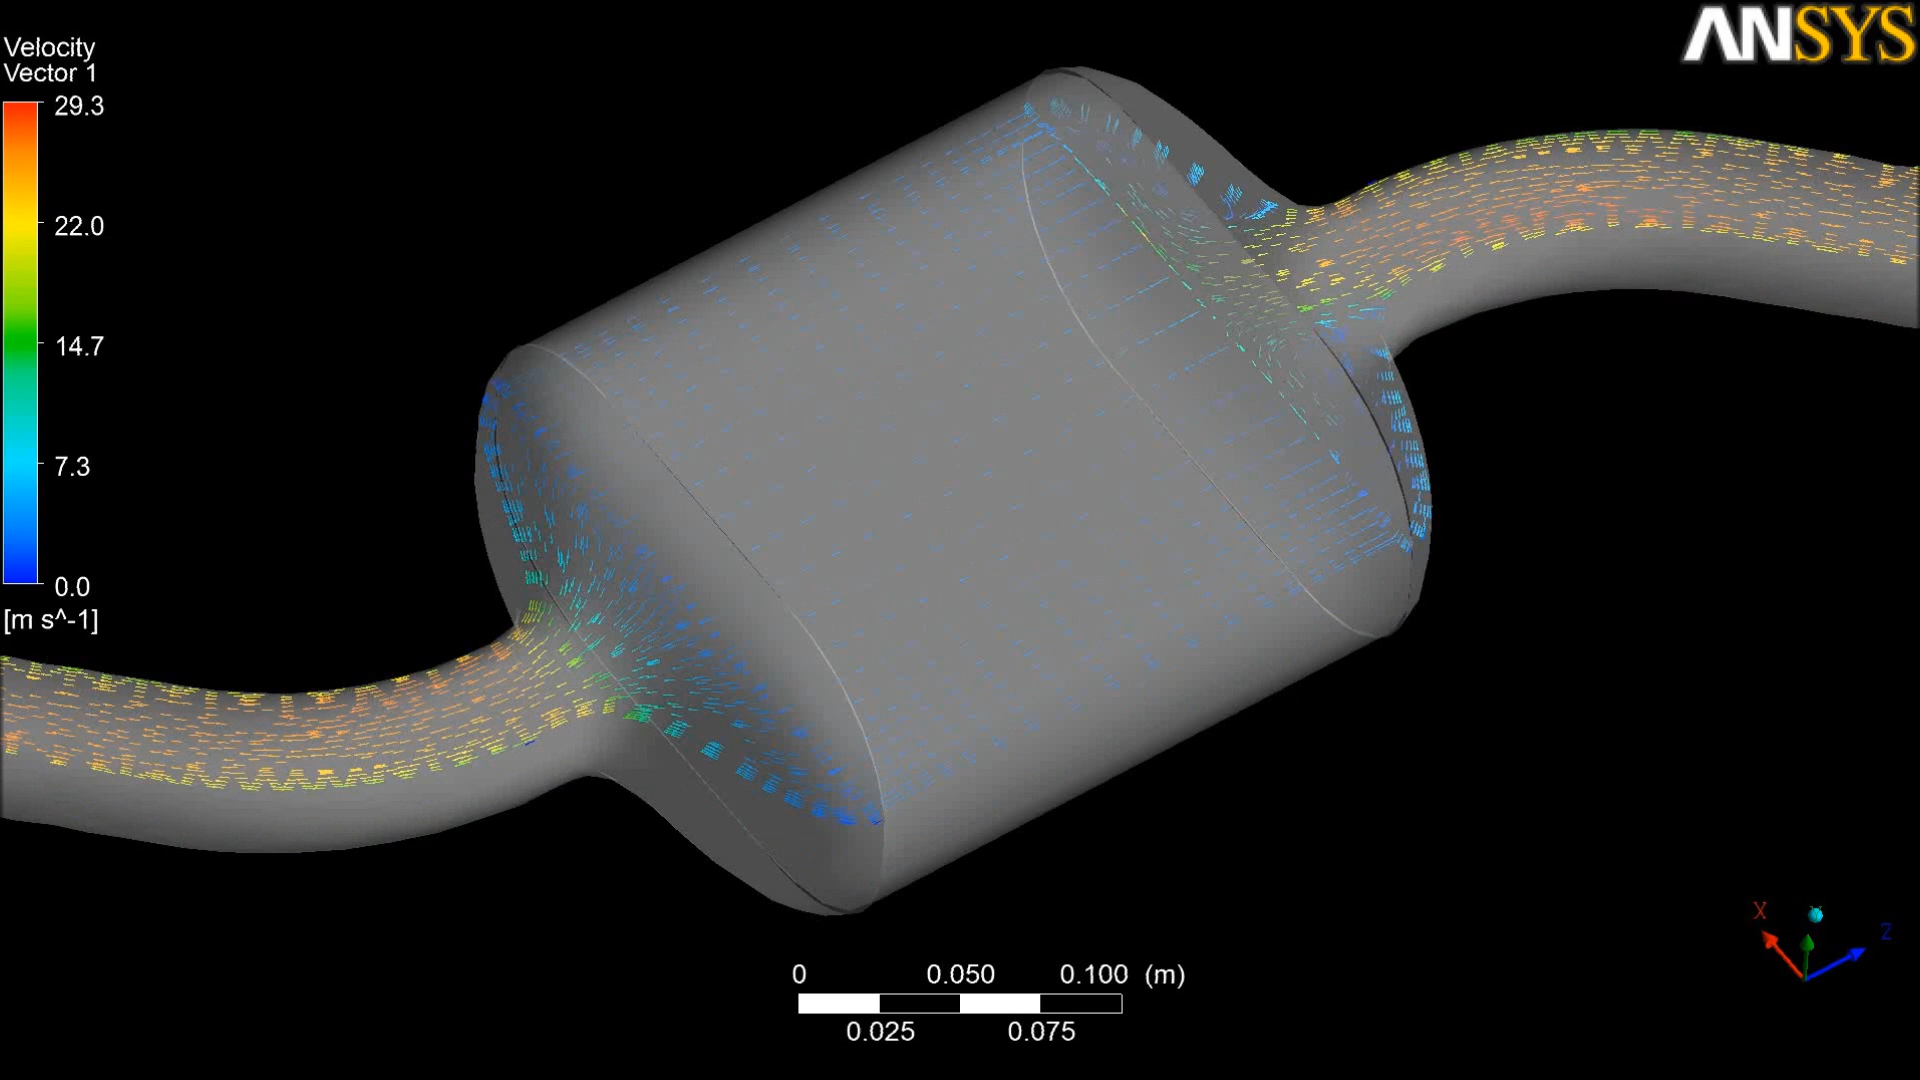 ANSYS
Velocity
Vector 1
29.3
22.0
14.7
7.3
0.0
[m s^-1]
0 0.050 0.100 (m)
0.025 0.075
X Z